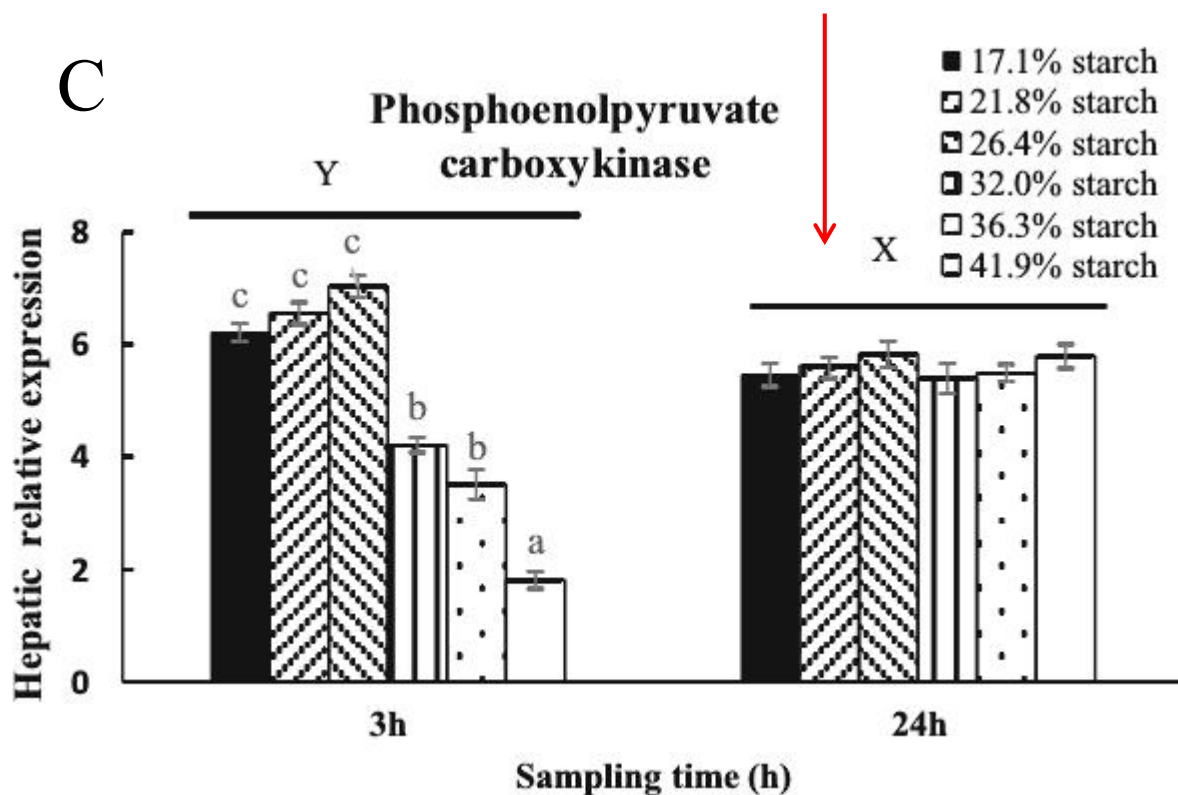 C
Phosphoenolpyruvate
carboxykinase
17.1% starch
21.8% starch
26.4% starch
32.0% starch
36.3% starch
41.9% starch
Y
X
Hepatic relative expression
8
6
4
2
0
c
c
c
b
b
a
3h
24h
Sampling time (h)